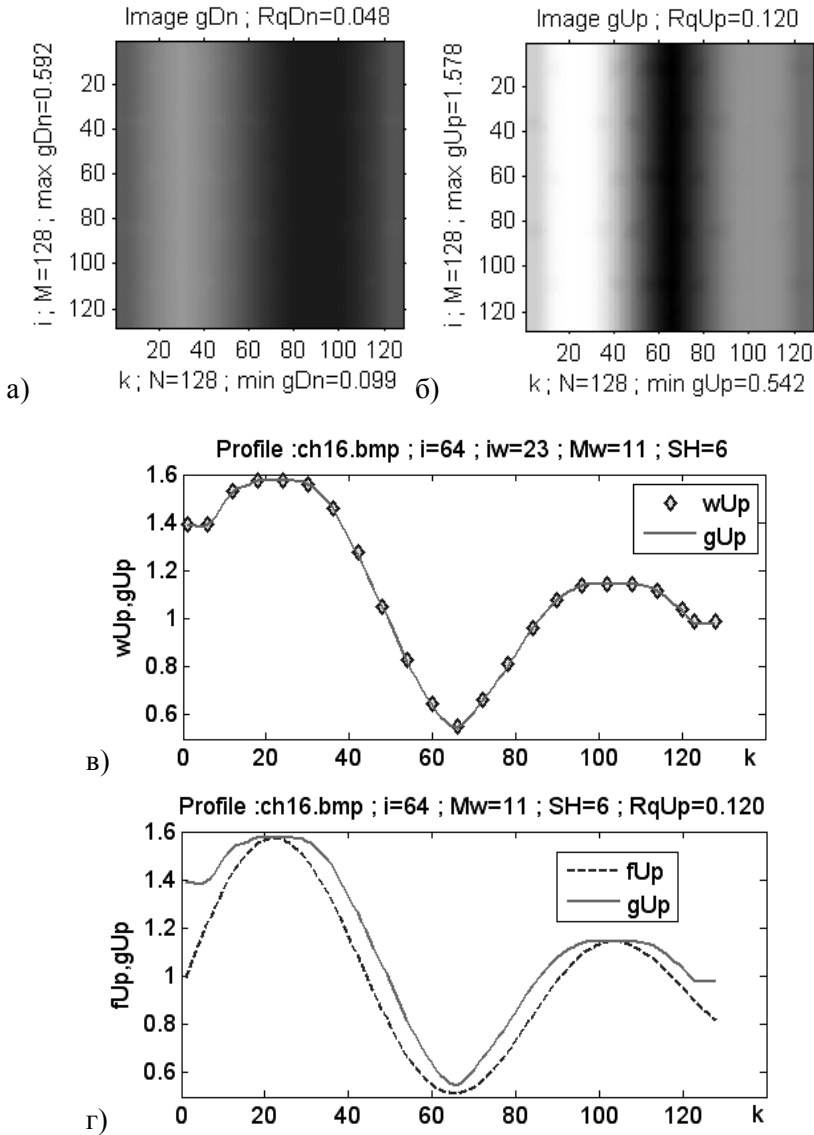 Image gDn ; RqDn=0.048
i ; M=128 ; max gDn=0.592
20
40
60
80
100
120
20 40 60 80 100 120
k ; N=128 ; min gDn=0.099
а)
Image gUp ; RqUp=0.120
i ; M=128 ; max gUp=1.578
20
40
60
80
100
120
20 40 60 80 100 120
k ; N=128 ; min gUp=0.542
б)
Profile :ch16.bmp ; i=64 ; iw=23 ; Mw=11 ; SH=6
wUp,gUp
1.6
1.4
1.2
1
0.8
0.6
wUp
gUp
0 20 40 60 80 100 120 k
в)
Profile :ch16.bmp ; i=64 ; Mw=11 ; SH=6 ; RqUp=0.120
fUp,gUp
1.6
1.4
1.2
1
0.8
0.6
fUp
gUp
0 20 40 60 80 100 120 k
г)